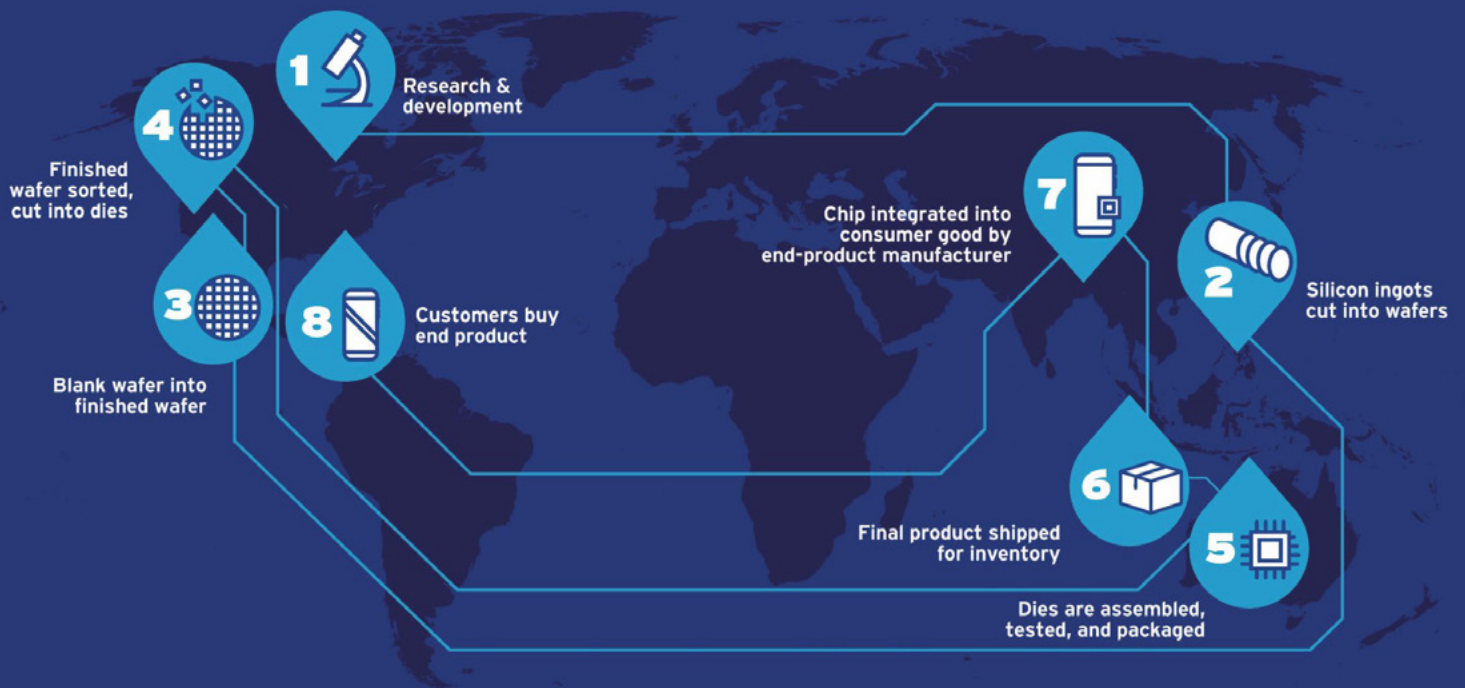 1
Research &
development
2
Silicon ingots
cut into wafers
3
Blank wafer into
finished wafer
4
Finished
wafer sorted,
cut into dies
5
Dies are assembled,
tested, and packaged
6
Final product shipped
for inventory
7
Chip integrated into
consumer good by
end-product manufacturer
8
Customers buy
end product